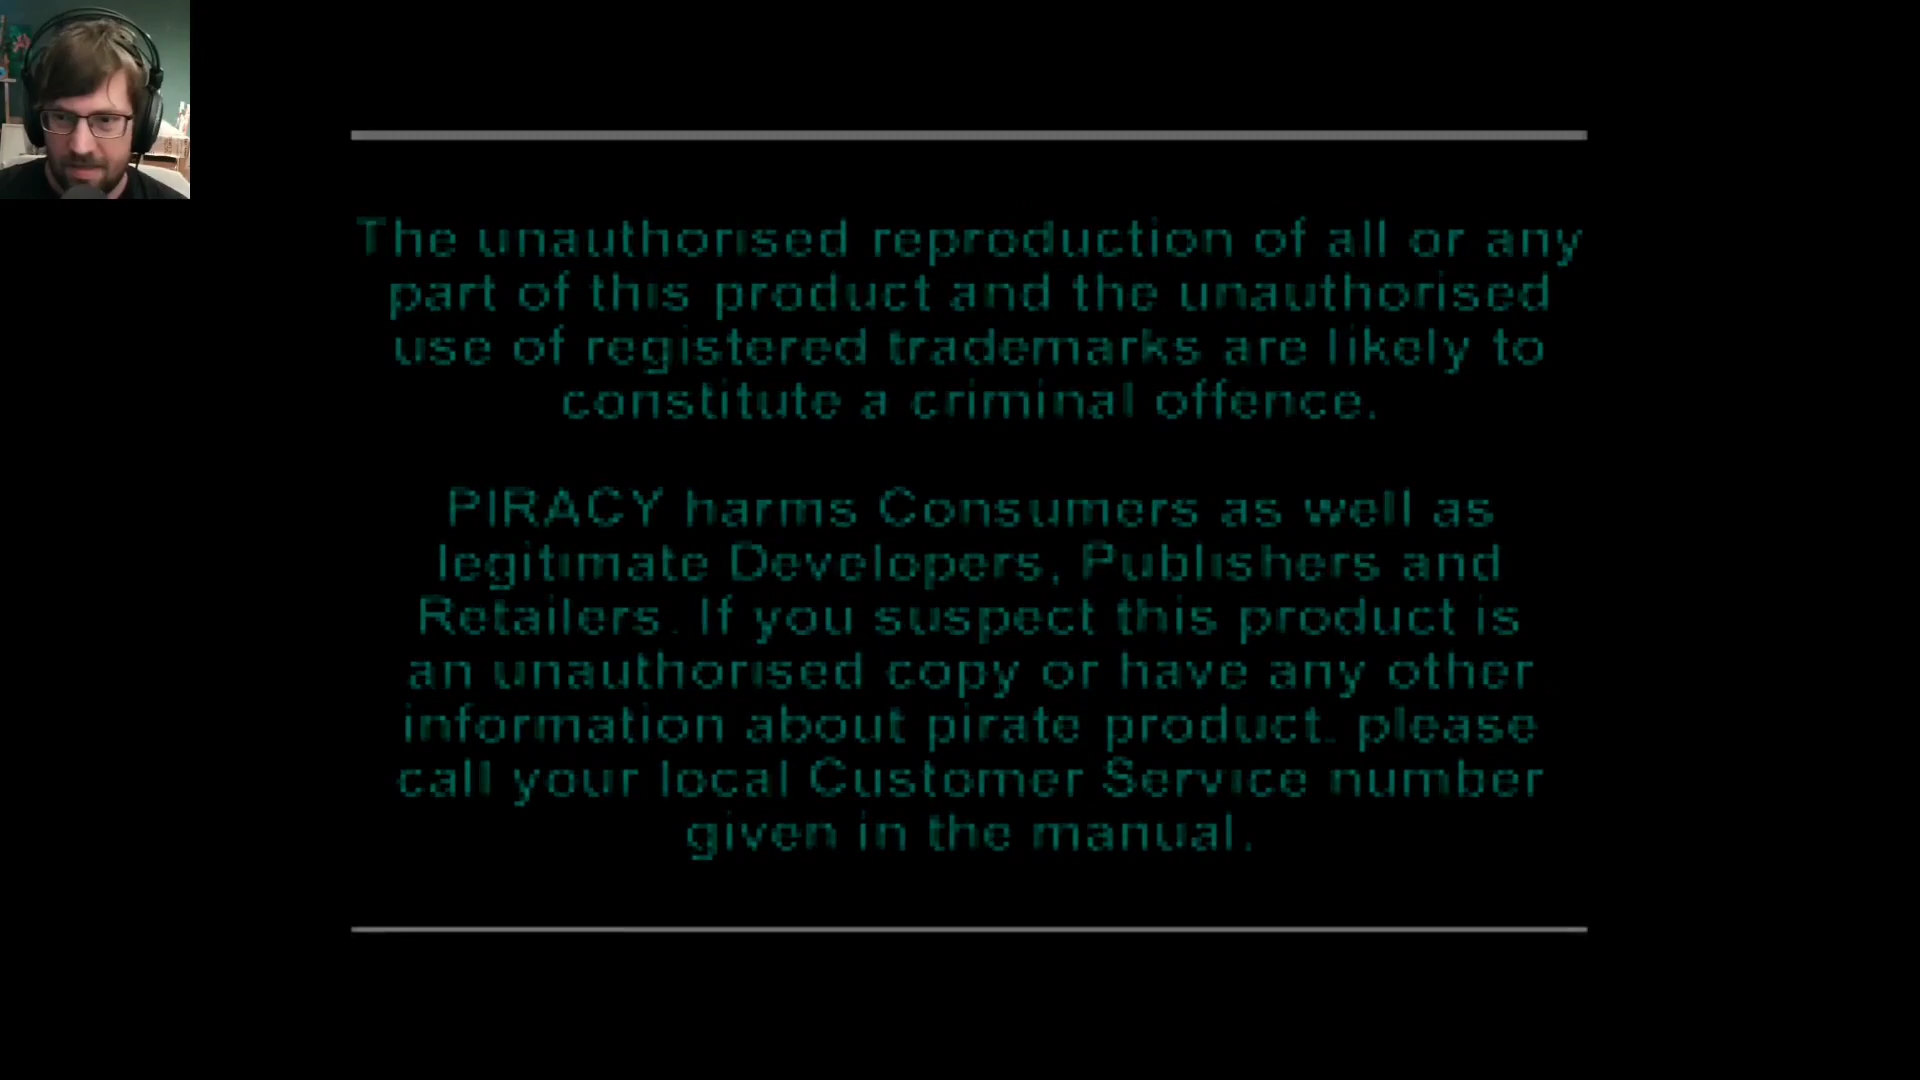 The unauthorised reproduction of all or any
part of this product and the unauthorised
use of registered trademarks are likely to
constitute a criminal offence.
PIRACY harms Consumers as well as
legitimate Developers, Publishers and
Retailers. If you suspect this product is
an unauthorised copy or have any other
information about pirate product. please
call your local Customer Service number
given in the manual.